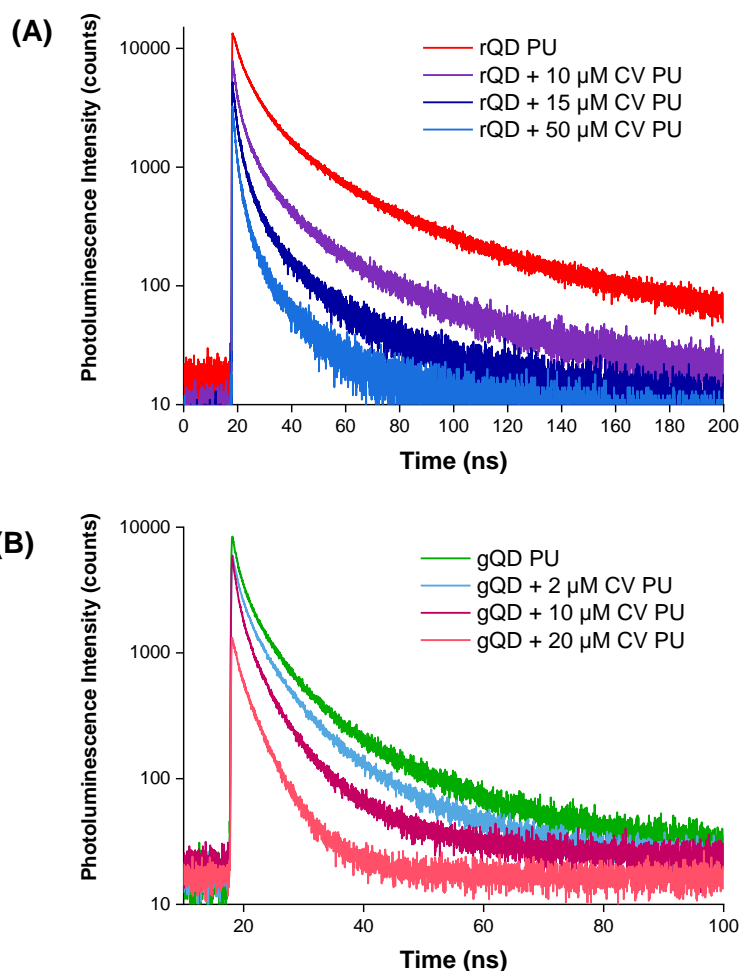 (A)
Photoluminescence Intensity (counts)
10000
1000
100
10
rQD PU
rQD + 10 µM CV PU
rQD + 15 µM CV PU
rQD + 50 µM CV PU
0 20 40 60 80 100 120 140 160 180 200
Time (ns)
(B)
Photoluminescence Intensity (counts)
10000
1000
100
10
gQD PU
gQD + 2 µM CV PU
gQD + 10 µM CV PU
gQD + 20 µM CV PU
20 40 60 80 100
Time (ns)